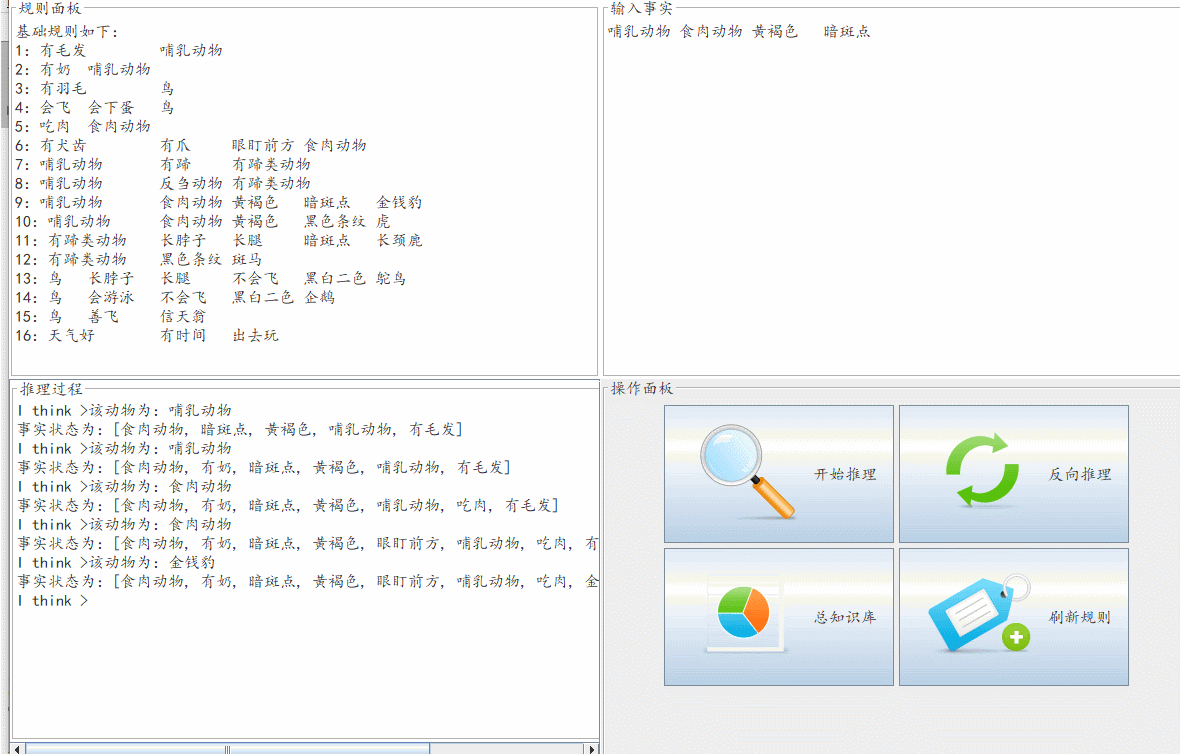 规则面板
基础规则如下:
1: 有毛发 哺乳动物
2: 有奶 哺乳动物
3: 有羽毛 鸟
4: 会飞 会下蛋 鸟
5: 吃肉 食肉动物
6: 有犬齿 有爪 眼盯前方 食肉动物
7: 哺乳动物 有蹄 有蹄类动物
8: 哺乳动物 反刍动物 有蹄类动物
9: 哺乳动物 食肉动物 黄褐色 暗斑点 金钱豹
10: 哺乳动物 食肉动物 黄褐色 黑色条纹 虎
11: 有蹄类动物 长脖子 长腿 暗斑点 长颈鹿
12: 有蹄类动物 黑色条纹 斑马
13: 鸟 长脖子 长腿 不会飞 黑白二色 鸵鸟
14: 鸟 会游泳 不会飞 黑白二色 企鹅
15: 鸟 善飞 信天翁
16: 天气好 有时间 出去玩
输入事实
哺乳动物 食肉动物 黄褐色 暗斑点
推理过程
I think >该动物为: 哺乳动物
事实状态为: [食肉动物, 暗斑点, 黄褐色, 哺乳动物, 有毛发]
I think >该动物为: 哺乳动物
事实状态为: [食肉动物, 有奶, 暗斑点, 黄褐色, 哺乳动物, 有毛发]
I think >该动物为: 食肉动物
事实状态为: [食肉动物, 有奶, 暗斑点, 黄褐色, 哺乳动物, 吃肉, 有毛发]
I think >该动物为: 食肉动物
事实状态为: [食肉动物, 有奶, 暗斑点, 黄褐色, 眼盯前方, 哺乳动物, 吃肉, 有
I think >该动物为: 金钱豹
事实状态为: [食肉动物, 有奶, 暗斑点, 黄褐色, 眼盯前方, 哺乳动物, 吃肉, 金
I think >
操作面板
开始推理
反向推理
总知识库
刷新规则